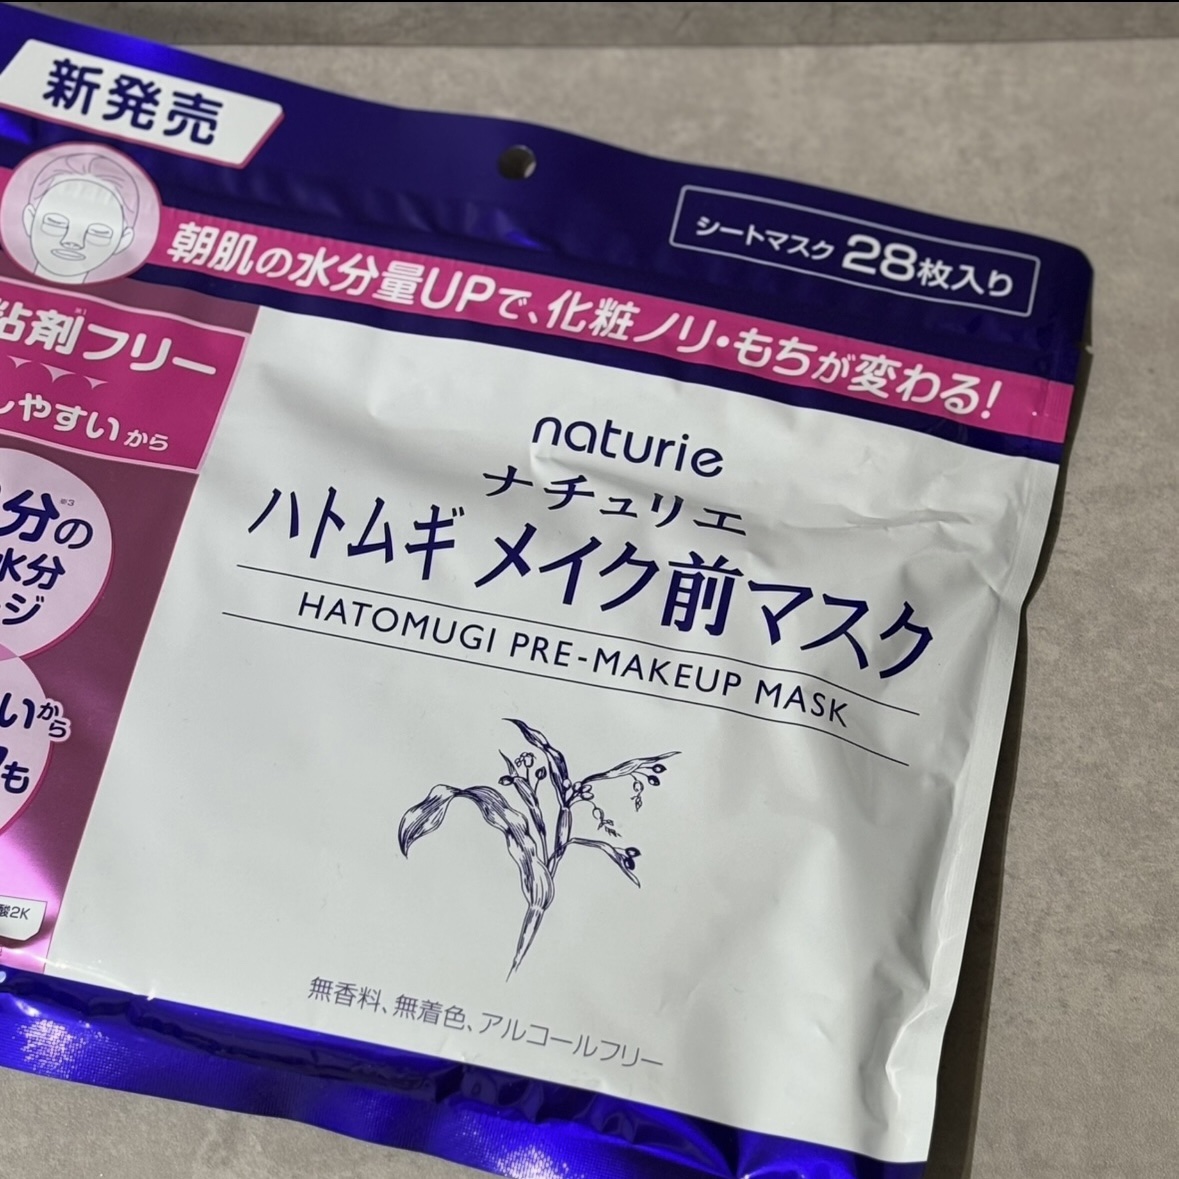 新発売
シートマスク 28枚入り
朝肌の水分量UPで、化粧ノリ・もちが変わる!
粘剤フリー
しやすいから
分の
水分
ージ
いから
も
酸2K
naturie
ナチュリエ
ハトムギ メイク前マスク
HATOMUGI PRE-MAKEUP MASK
無香料、無着色、アルコールフリー